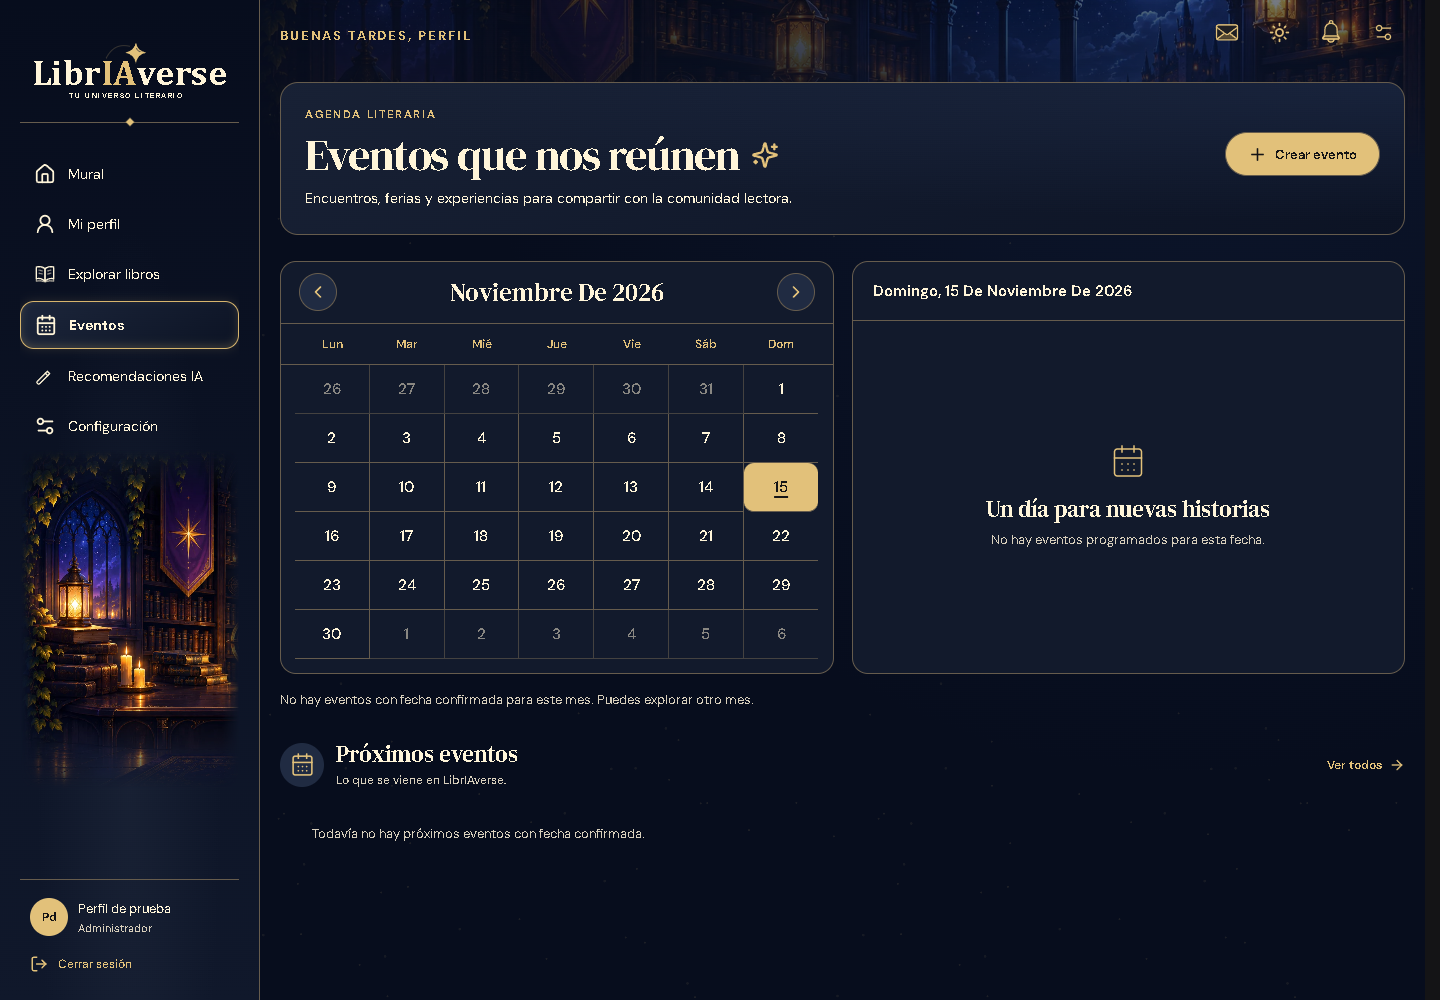 LibrIAverse
TU UNIVERSO LITERARIO
Mural
Mi perfil
Explorar libros
Eventos
Recomendaciones IA
Configuración
Pd
Perfil de prueba
Administrador
Cerrar sesión
BUENAS TARDES, PERFIL
AGENDA LITERARIA
Eventos que nos reúnen
Encuentros, ferias y experiencias para compartir con la comunidad lectora.
Crear evento
Noviembre De 2026
Lun Mar Mié Jue Vie Sáb Dom
26 27 28 29 30 31 1
2 3 4 5 6 7 8
9 10 11 12 13 14 15
16 17 18 19 20 21 22
23 24 25 26 27 28 29
30 1 2 3 4 5 6
Domingo, 15 De Noviembre De 2026
Un día para nuevas historias
No hay eventos programados para esta fecha.
No hay eventos con fecha confirmada para este mes. Puedes explorar otro mes.
Próximos eventos
Lo que se viene en LibrIAverse.
Ver todos
Todavía no hay próximos eventos con fecha confirmada.